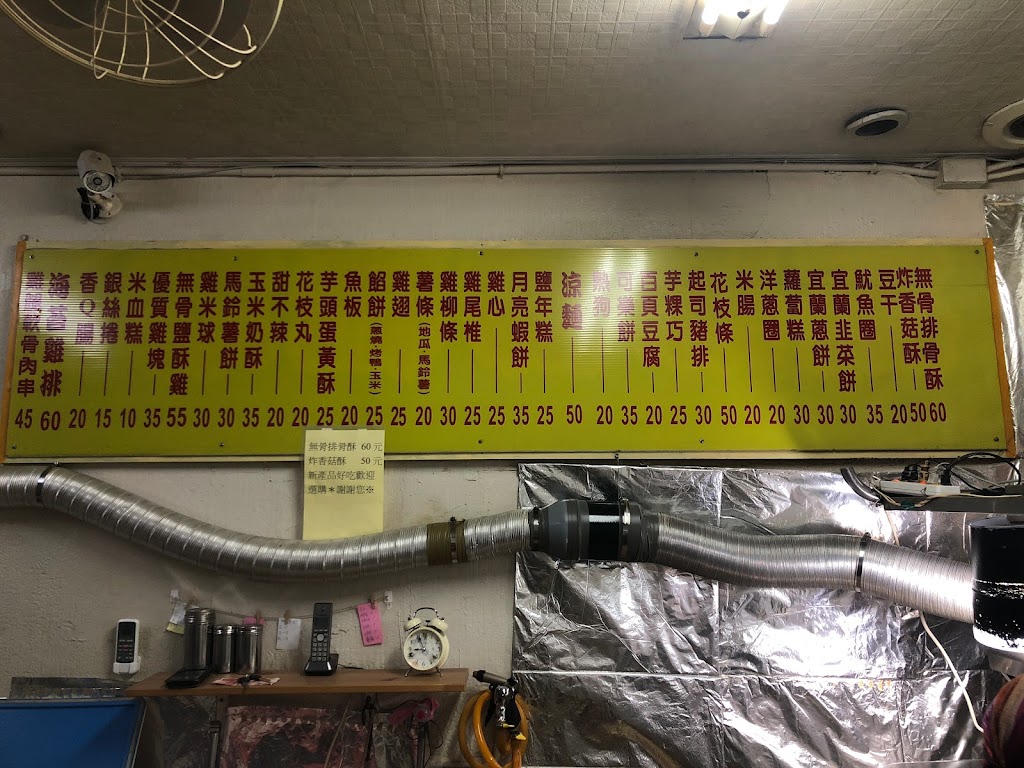 無骨排骨酥 60
炸香菇酥 50
豆干 20
魷魚圈 35
宜蘭韭菜餅 30
宜蘭蔥餅 30
蘿蔔糕 30
洋蔥圈 20
米腸 20
花枝條 50
起司豬排 30
芋粿巧 25
百頁豆腐 20
可樂餅 35
熱狗 20
涼麵 50
鹽年糕 25
月亮蝦餅 35
雞心 25
雞尾椎 25
雞柳條 30
薯條(地瓜·馬鈴薯) 20
雞翅 25
餡餅(蔥燒·烤鴨·玉米) 25
魚板 20
芋頭蛋黃酥 25
花枝丸 20
甜不辣 20
玉米奶酥 35
馬鈴薯餅 30
雞米球 30
無骨鹽酥雞 55
優質雞塊 35
米血糕 10
銀絲捲 15
香Q腸 20
海苔雞排 60
軟骨肉串 45
無骨排骨酥 60元
炸香菇酥 50元
新產品好吃歡迎
選購*謝謝您※